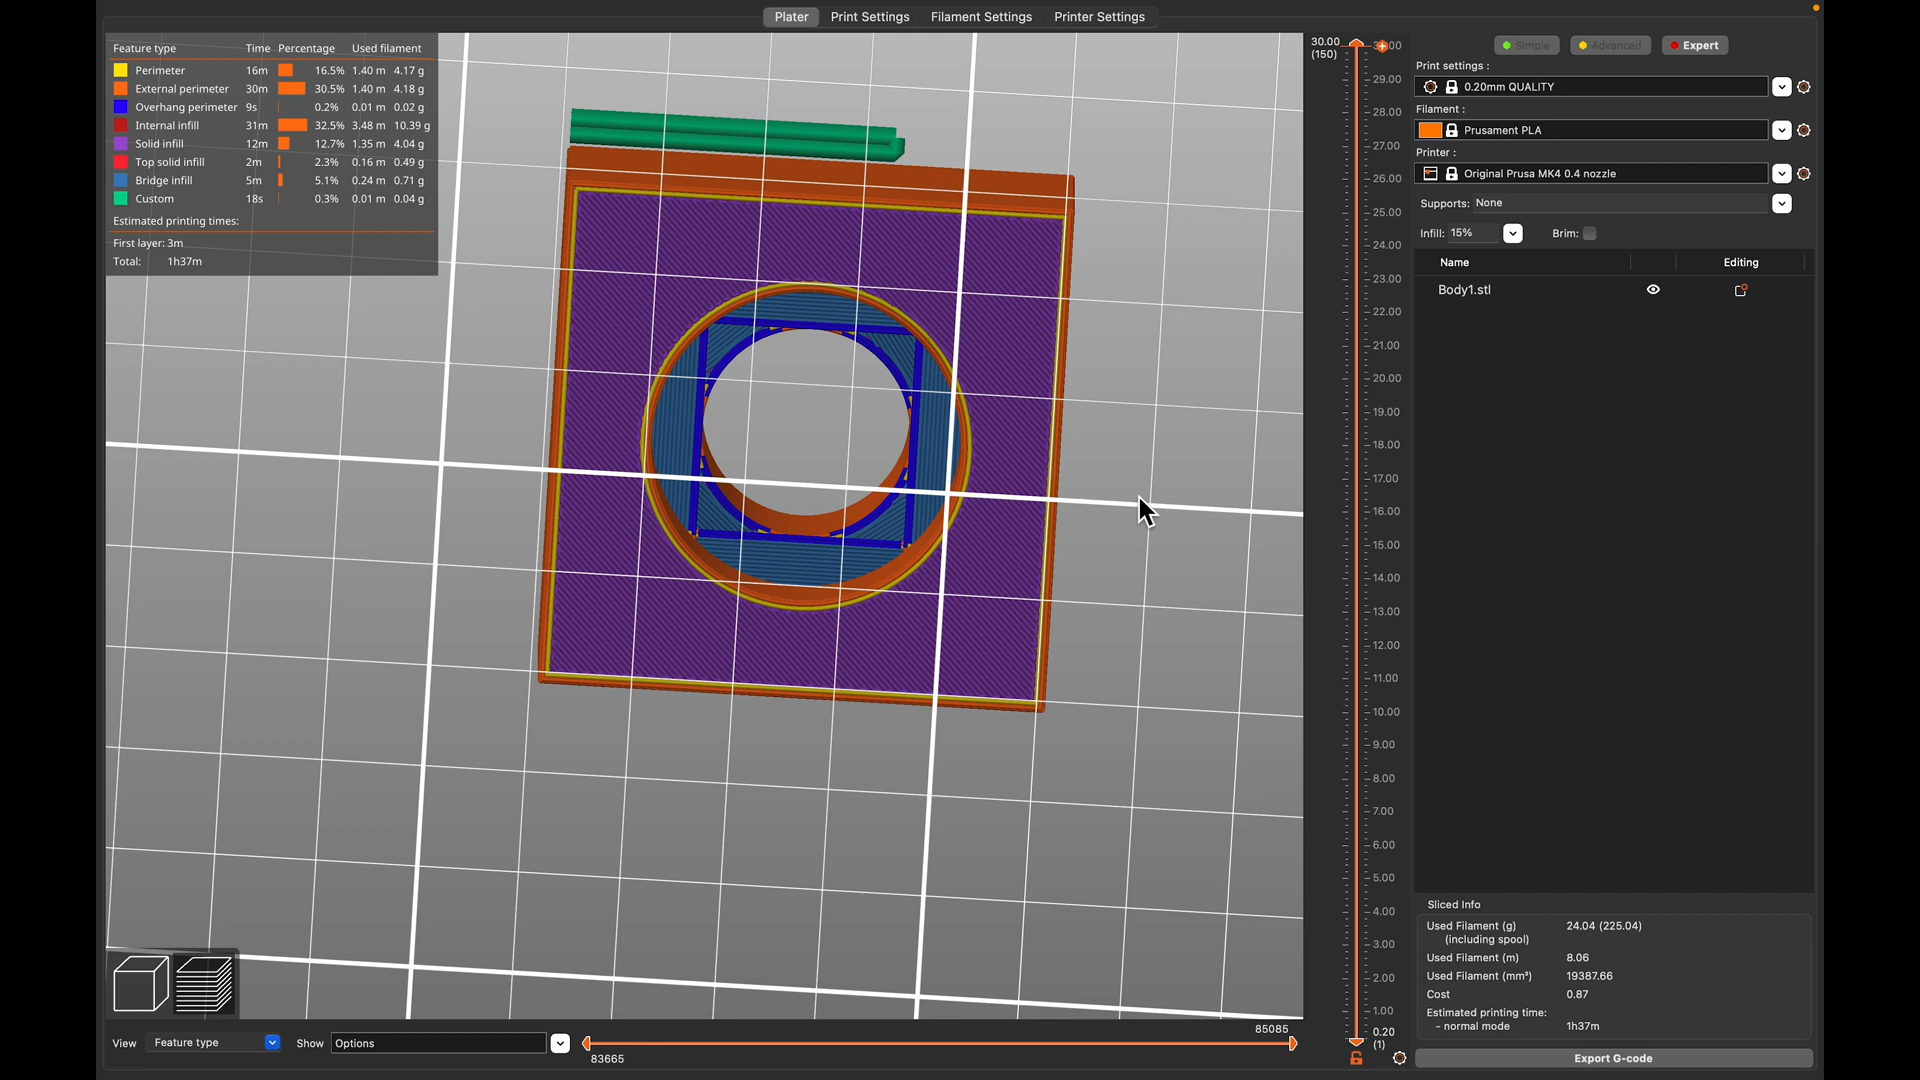 Plater Print Settings Filament Settings Printer Settings
Feature type Time Percentage Used filament
Perimeter 16m 16.5% 1.40 m 4.17 g
External perimeter 30m 30.5% 1.40 m 4.18 g
Overhang perimeter 9s 0.2% 0.01 m 0.02 g
Internal infill 31m 32.5% 3.48 m 10.39 g
Solid infill 12m 12.7% 1.35 m 4.04 g
Top solid infill 2m 2.3% 0.16 m 0.49 g
Bridge infill 5m 5.1% 0.24 m 0.71 g
Custom 18s 0.3% 0.01 m 0.04 g
Estimated printing times:
First layer: 3m
Total: 1h37m
30.00
(150)
29.00
28.00
27.00
26.00
25.00
24.00
23.00
22.00
21.00
20.00
19.00
18.00
17.00
16.00
15.00
14.00
13.00
12.00
11.00
10.00
9.00
8.00
7.00
6.00
5.00
4.00
3.00
2.00
1.00
0.20
(1)
Simple Advanced Expert
Print settings :
0.20mm QUALITY
Filament :
Prusament PLA
Printer :
Original Prusa MK4 0.4 nozzle
Supports: None
Infill: 15% Brim:
Name Editing
Body1.stl
Sliced Info
Used Filament (g) 24.04 (225.04)
(including spool)
Used Filament (m) 8.06
Used Filament (mm³) 19387.66
Cost 0.87
Estimated printing time:
- normal mode 1h37m
Export G-code
View Feature type Show Options
85085
83665